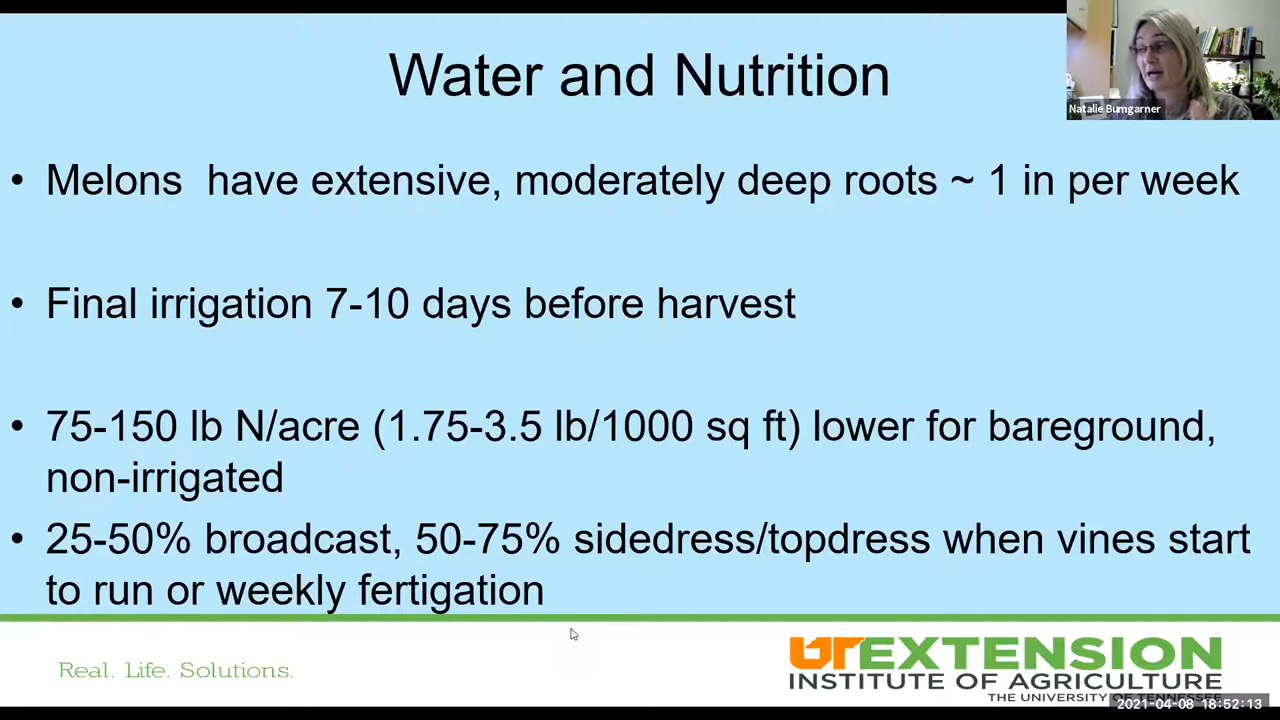 Water and Nutrition
Natalie Bumgarner
• Melons have extensive, moderately deep roots ~ 1 in per week
• Final irrigation 7-10 days before harvest
• 75-150 lb N/acre (1.75-3.5 lb/1000 sq ft) lower for bareground,
non-irrigated
• 25-50% broadcast, 50-75% sidedress/topdress when vines start
to run or weekly fertigation
Real. Life. Solutions.
UT EXTENSION
INSTITUTE OF AGRICULTURE
THE UNIVERSITY OF TENNESSEE
2021-04-08 18:52:13